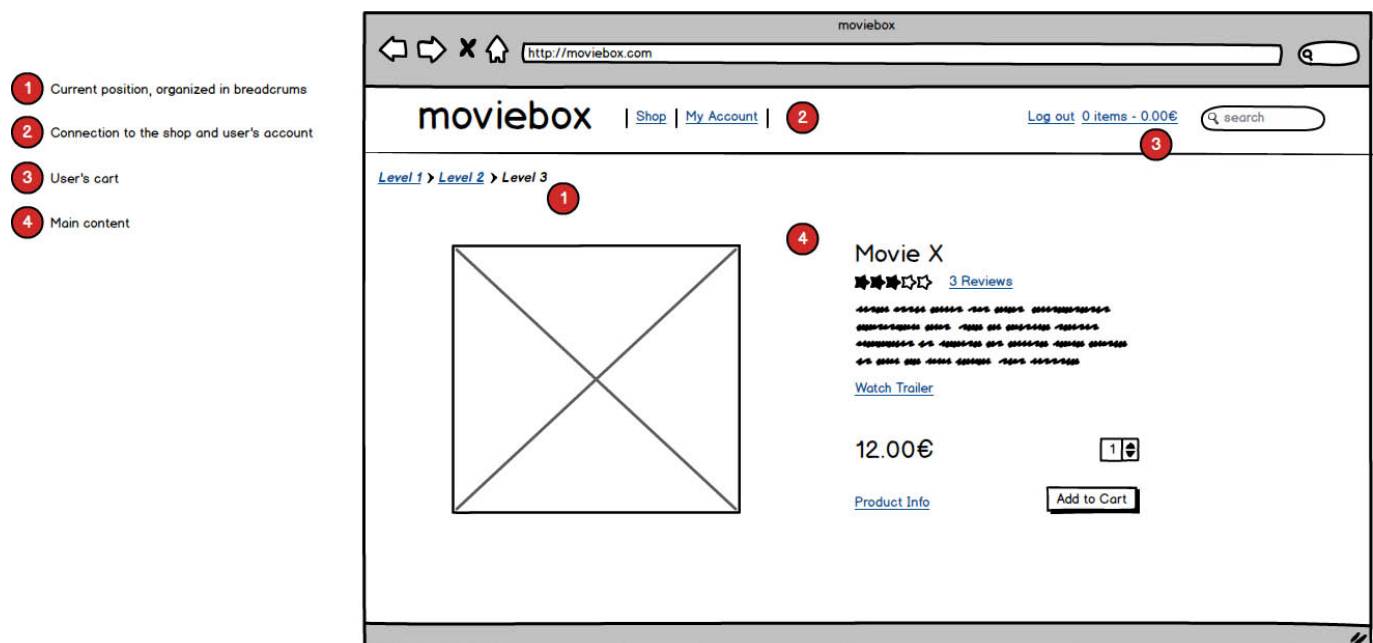 1 Current position, organized in breadcrums
2 Connection to the shop and user's account
3 User's cart
4 Main content
moviebox
http://moviebox.com
moviebox | Shop | My Account | 2 Log out 0 items - 0.00€ search
3
Level 1 > Level 2 > Level 3
1
4
Movie X
3 Reviews
Watch Trailer
12.00€ 1
Product Info Add to Cart